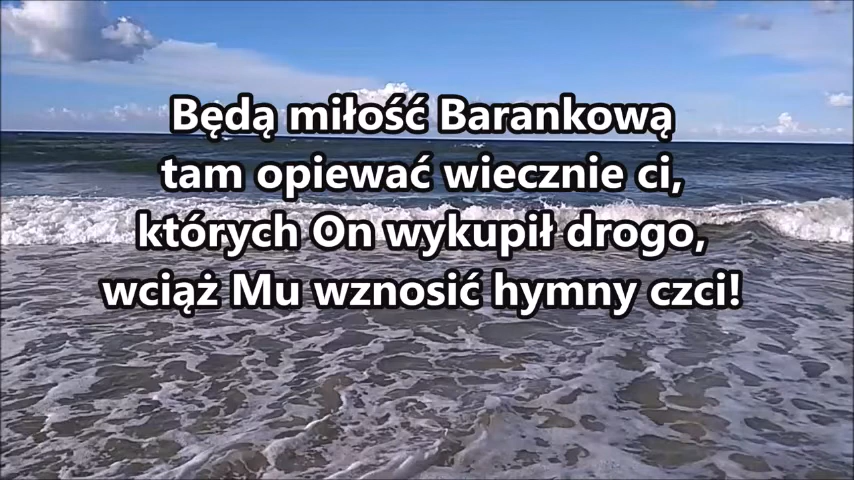 Będą miłość Barankową
tam opiewać wiecznie ci,
których On wykupił drogo,
wciąż Mu wznosić hymny czci!